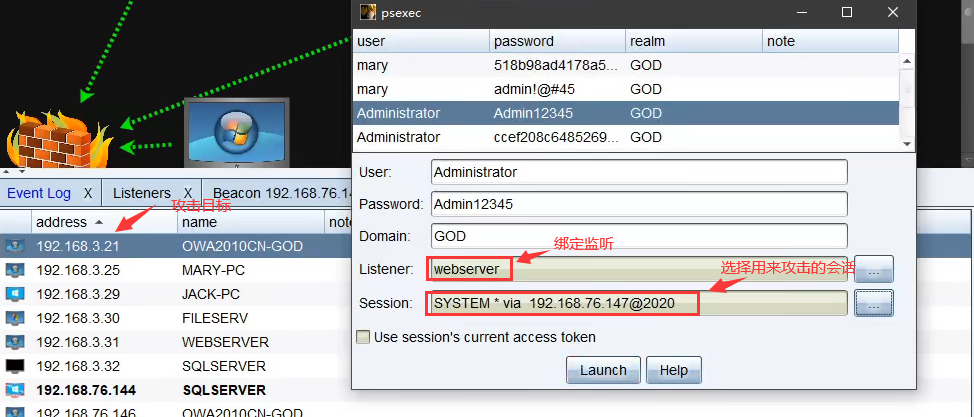 psexec
user password realm note
mary 518b98ad4178a5... GOD
mary admin!@#45 GOD
Administrator Admin12345 GOD
Administrator ccef208c6485269... GOD
User: Administrator
Password: Admin12345
Domain: GOD
绑定监听
Listener: webserver ...
选择用来攻击的会话
Session: SYSTEM * via 192.168.76.147@2020 ...
Use session's current access token
Launch Help
Event Log X Listeners X Beacon 192.168.76.14
攻击目标
address name note
192.168.3.21 OWA2010CN-GOD
192.168.3.25 MARY-PC
192.168.3.29 JACK-PC
192.168.3.30 FILESERV
192.168.3.31 WEBSERVER
192.168.3.32 SQLSERVER
192.168.76.144 SQLSERVER
192.168.76.146 OWA2010CN-GOD